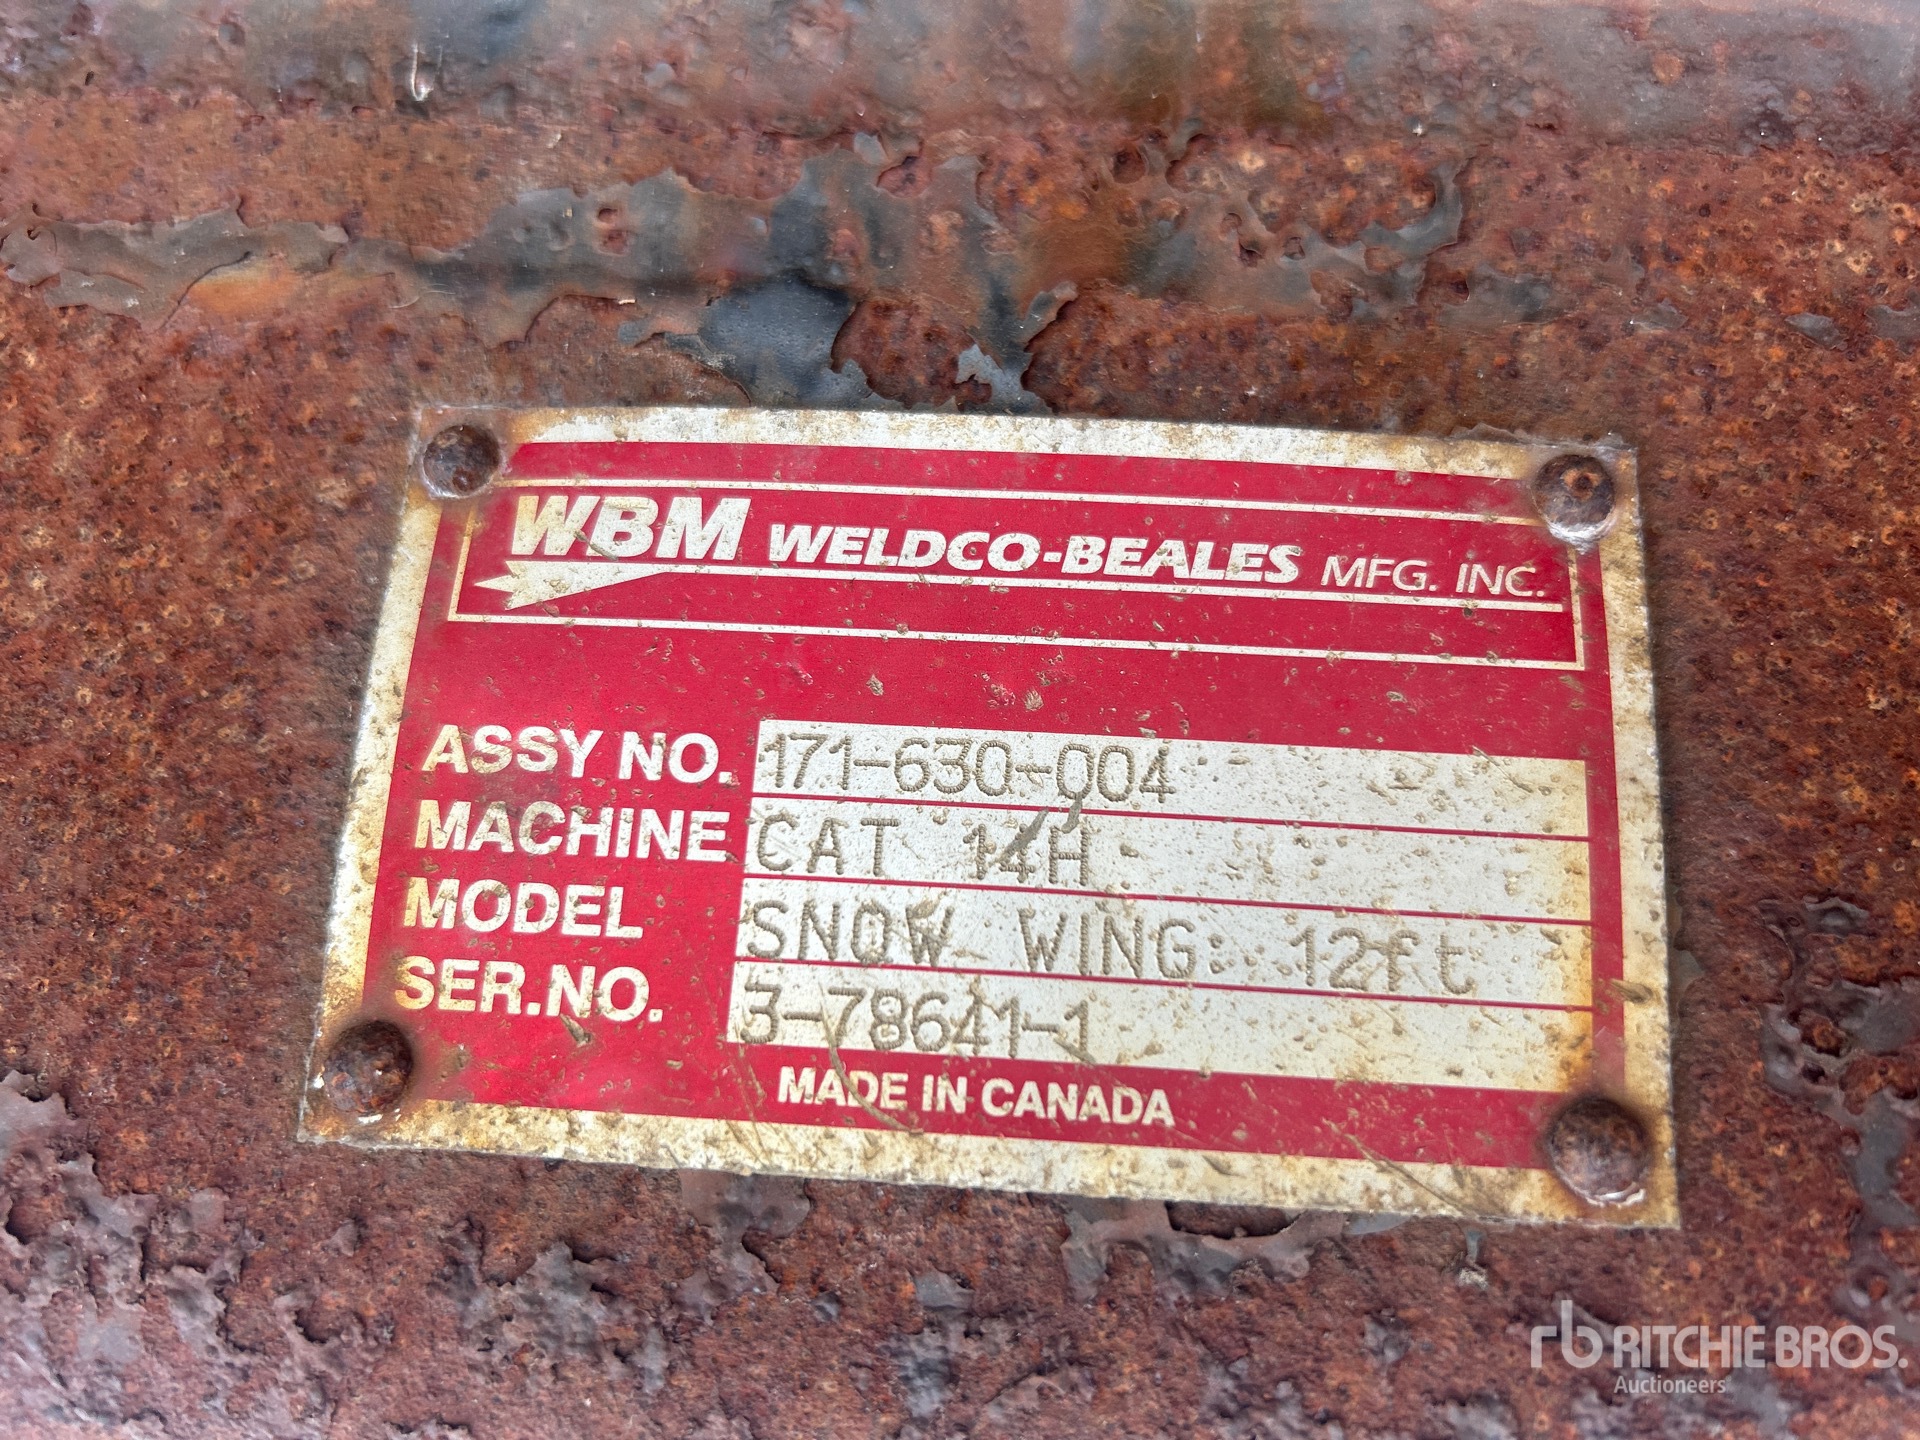 WBM WELDCO-BEALES MFG. INC.
ASSY NO. 171-630-004
MACHINE CAT 14H
MODEL SNOW WING: 12ft
SER.NO. 3-78641-1
MADE IN CANADA
rb RITCHIE BROS.
Auctioneers